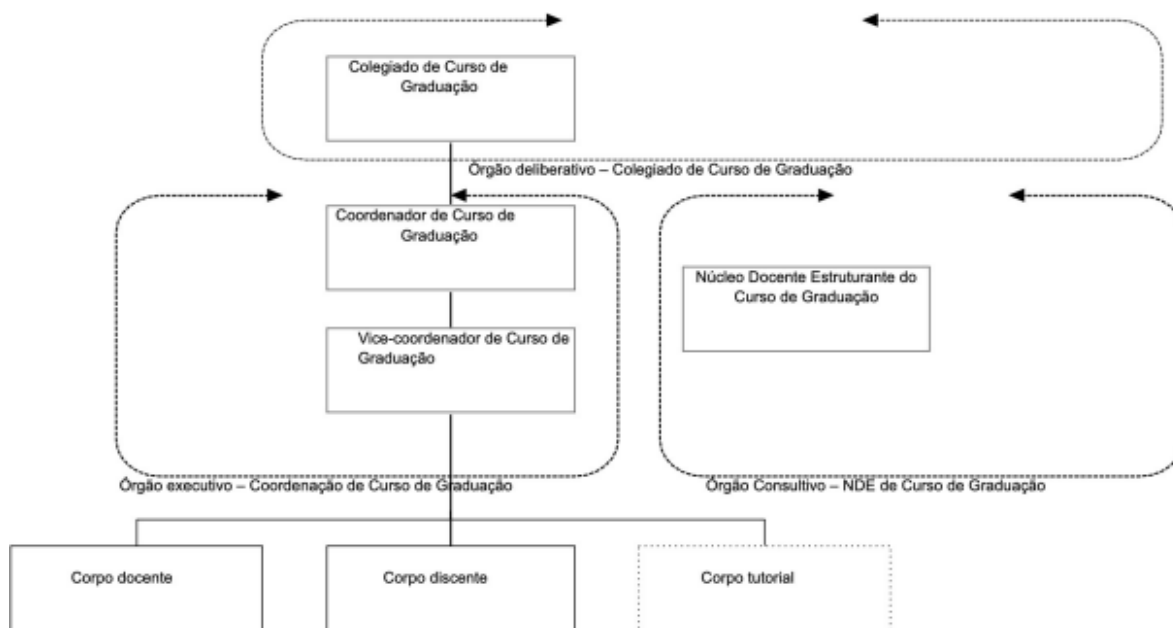 Colegiado de Curso de
Graduação
Órgão deliberativo – Colegiado de Curso de Graduação
Coordenador de Curso de
Graduação
Núcleo Docente Estruturante do
Curso de Graduação
Vice-coordenador de Curso de
Graduação
Órgão executivo – Coordenação de Curso de Graduação
Órgão Consultivo – NDE de Curso de Graduação
Corpo docente
Corpo discente
Corpo tutorial